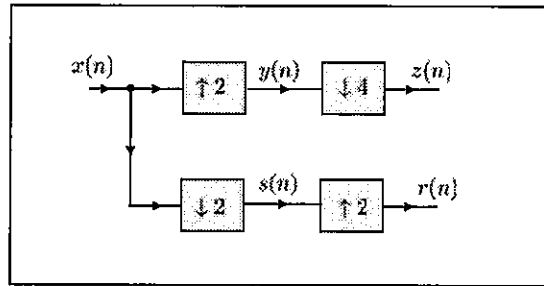 x(n) ↑2 y(n) ↓4 z(n)
↓2 s(n) ↑2 r(n)